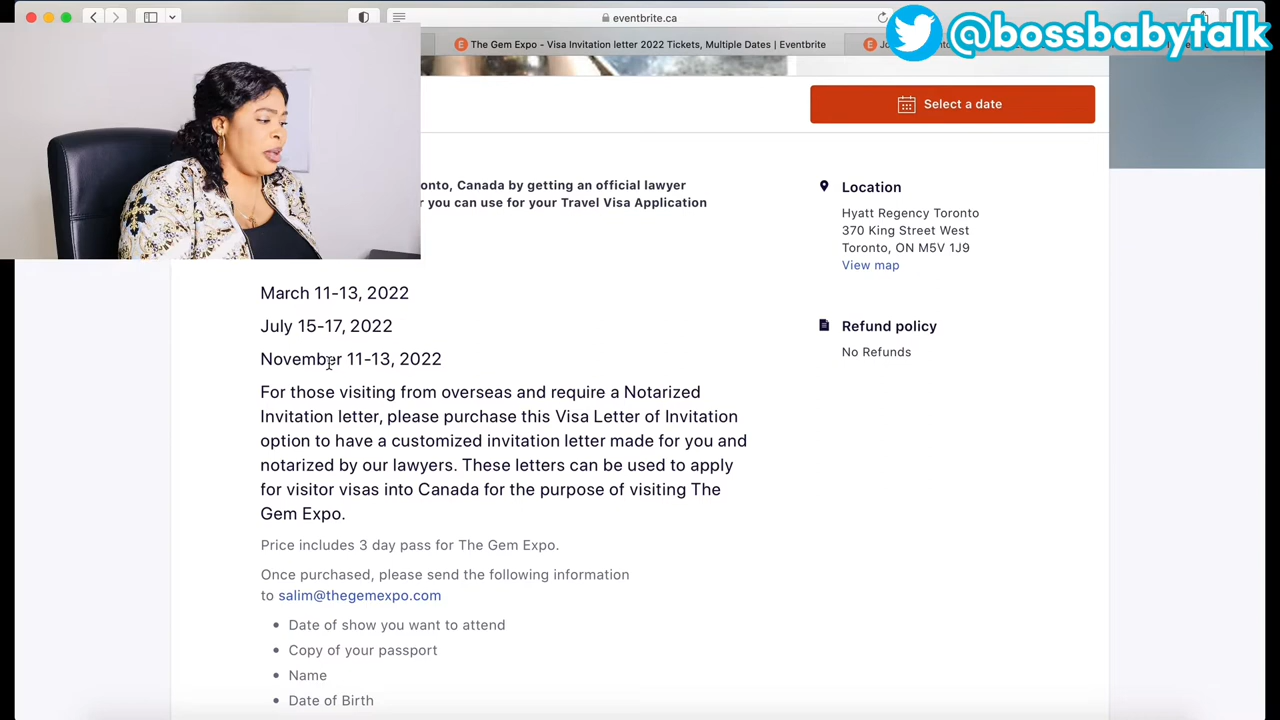 eventbrite.ca
@bossbabytalk
The Gem Expo - Visa Invitation letter 2022 Tickets, Multiple Dates | Eventbrite
Select a date
onto, Canada by getting an official lawyer
you can use for your Travel Visa Application
Location
Hyatt Regency Toronto
370 King Street West
Toronto, ON M5V 1J9
View map
March 11-13, 2022
July 15-17, 2022
November 11-13, 2022
Refund policy
No Refunds
For those visiting from overseas and require a Notarized
Invitation letter, please purchase this Visa Letter of Invitation
option to have a customized invitation letter made for you and
notarized by our lawyers. These letters can be used to apply
for visitor visas into Canada for the purpose of visiting The
Gem Expo.
Price includes 3 day pass for The Gem Expo.
Once purchased, please send the following information
to salim@thegemexpo.com
• Date of show you want to attend
• Copy of your passport
• Name
• Date of Birth